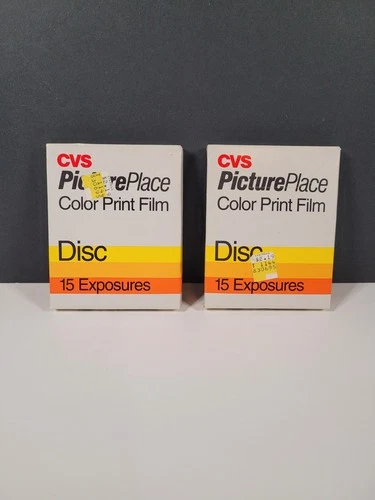 CVS
PicturePlace
Color Print Film
Disc
15 Exposures
CVS
PicturePlace
Color Print Film
Disc
15 Exposures